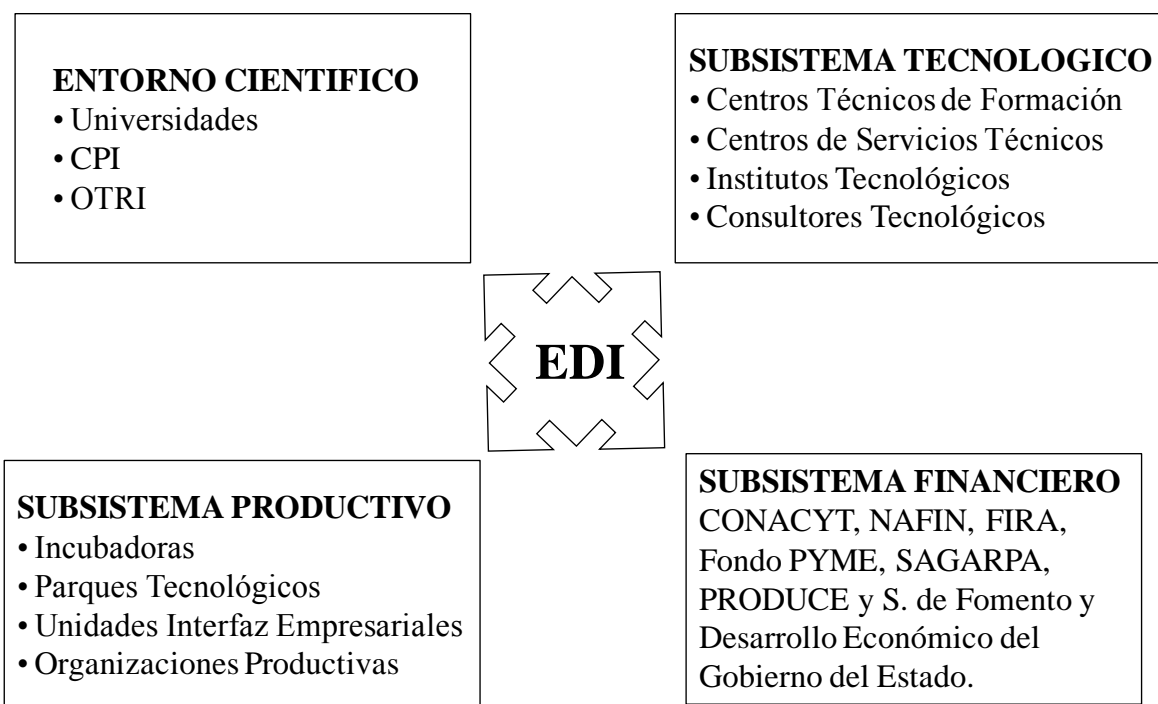 ENTORNO CIENTIFICO
• Universidades
• CPI
• OTRI
SUBSISTEMA TECNOLOGICO
• Centros Técnicos de Formación
• Centros de Servicios Técnicos
• Institutos Tecnológicos
• Consultores Tecnológicos
EDI
SUBSISTEMA PRODUCTIVO
• Incubadoras
• Parques Tecnológicos
• Unidades Interfaz Empresariales
• Organizaciones Productivas
SUBSISTEMA FINANCIERO
CONACYT, NAFIN, FIRA,
Fondo PYME, SAGARPA,
PRODUCE y S. de Fomento y
Desarrollo Económico del
Gobierno del Estado.